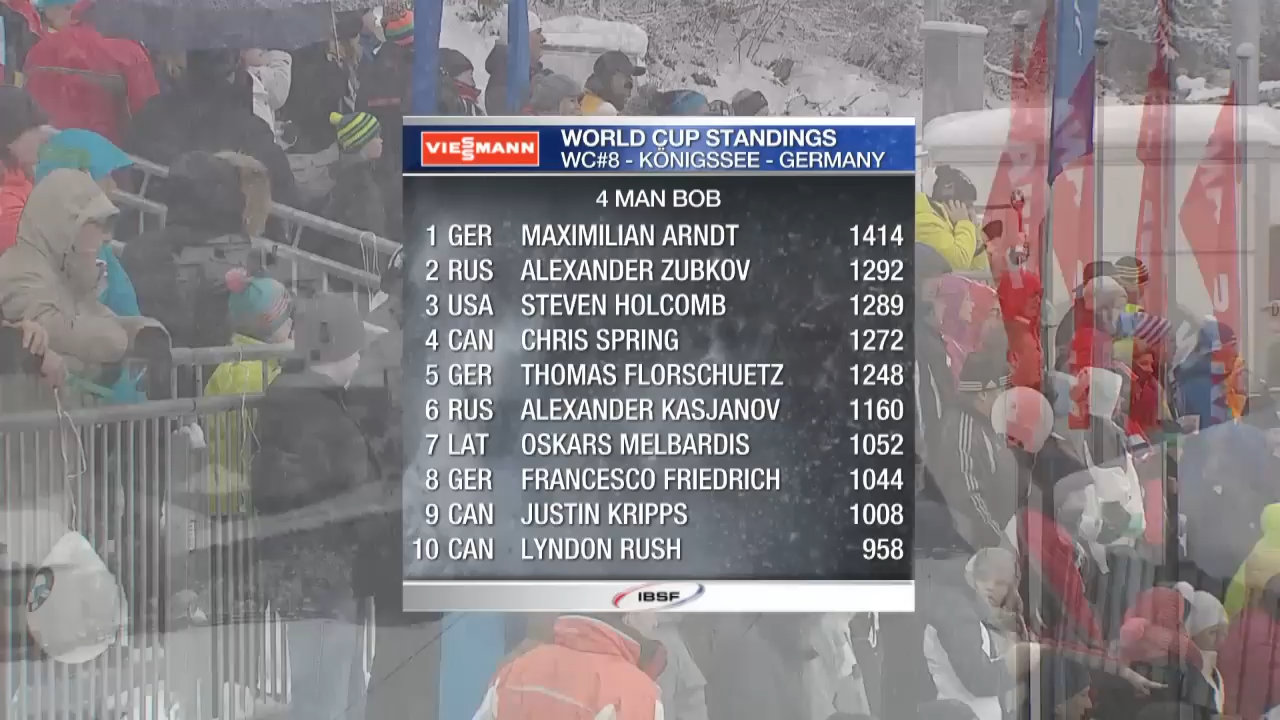 VIESSMANN
WORLD CUP STANDINGS
WC#8 - KÖNIGSSEE - GERMANY
4 MAN BOB
1 GER MAXIMILIAN ARNDT 1414
2 RUS ALEXANDER ZUBKOV 1292
3 USA STEVEN HOLCOMB 1289
4 CAN CHRIS SPRING 1272
5 GER THOMAS FLORSCHUETZ 1248
6 RUS ALEXANDER KASJANOV 1160
7 LAT OSKARS MELBARDIS 1052
8 GER FRANCESCO FRIEDRICH 1044
9 CAN JUSTIN KRIPPS 1008
10 CAN LYNDON RUSH 958
IBSF